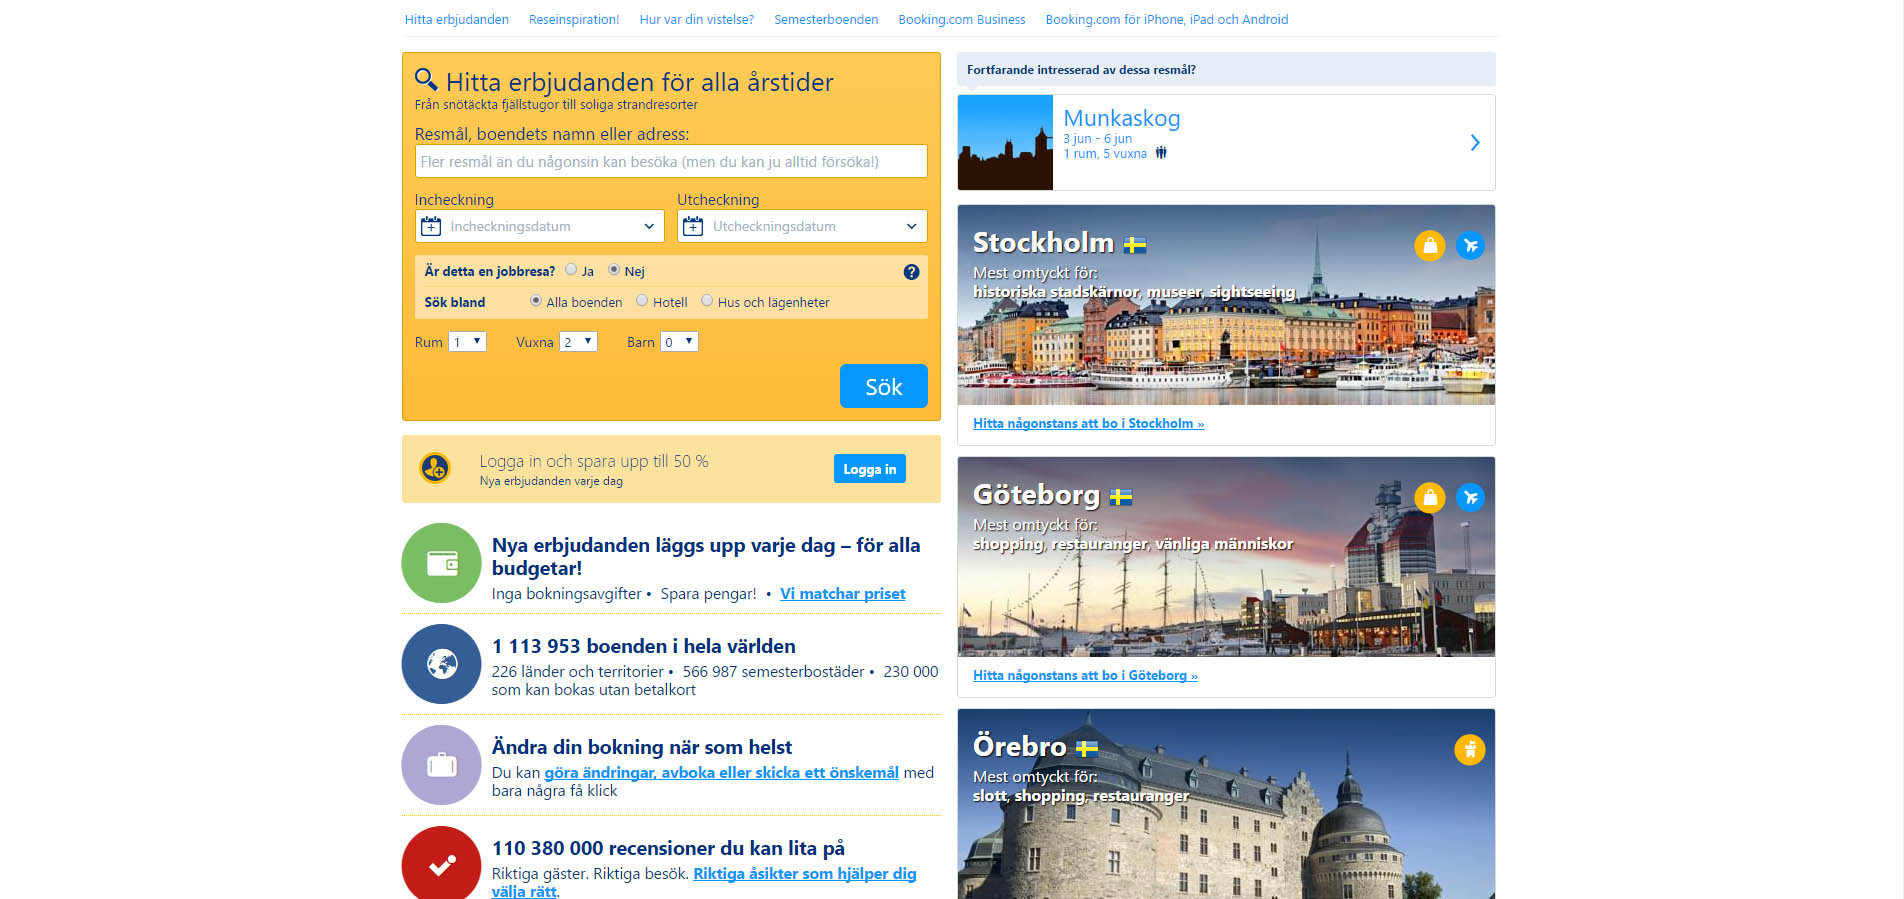 Hitta erbjudanden Reseinspiration! Hur var din vistelse? Semesterboenden Booking.com Business Booking.com för iPhone, iPad och Android
Hitta erbjudanden för alla årstider
Från snötäckta fjällstugor till soliga strandresorter
Resmål, boendets namn eller adress:
Fler resmål än du någonsin kan besöka (men du kan ju alltid försöka!)
Incheckning Utcheckning
Incheckningsdatum Utcheckningsdatum
Är detta en jobbresa? Ja Nej ?
Sök bland Alla boenden Hotell Hus och lägenheter
Rum 1 Vuxna 2 Barn 0
Sök
Logga in och spara upp till 50 %
Nya erbjudanden varje dag
Logga in
Nya erbjudanden läggs upp varje dag – för alla
budgetar!
Inga bokningsavgifter • Spara pengar! • Vi matchar priset
1 113 953 boenden i hela världen
226 länder och territorier • 566 987 semesterbostäder • 230 000
som kan bokas utan betalkort
Ändra din bokning när som helst
Du kan göra ändringar, avboka eller skicka ett önskemål med
bara några få klick
110 380 000 recensioner du kan lita på
Riktiga gäster. Riktiga besök. Riktiga åsikter som hjälper dig
välja rätt.
Fortfarande intresserad av dessa resmål?
Munkaskog
3 jun - 6 jun
1 rum, 5 vuxna
Stockholm
Mest omtyckt för:
historiska stadskärnor, museer, sightseeing
Hitta någonstans att bo i Stockholm »
Göteborg
Mest omtyckt för:
shopping, restauranger, vänliga människor
Hitta någonstans att bo i Göteborg »
Örebro
Mest omtyckt för:
slott, shopping, restauranger